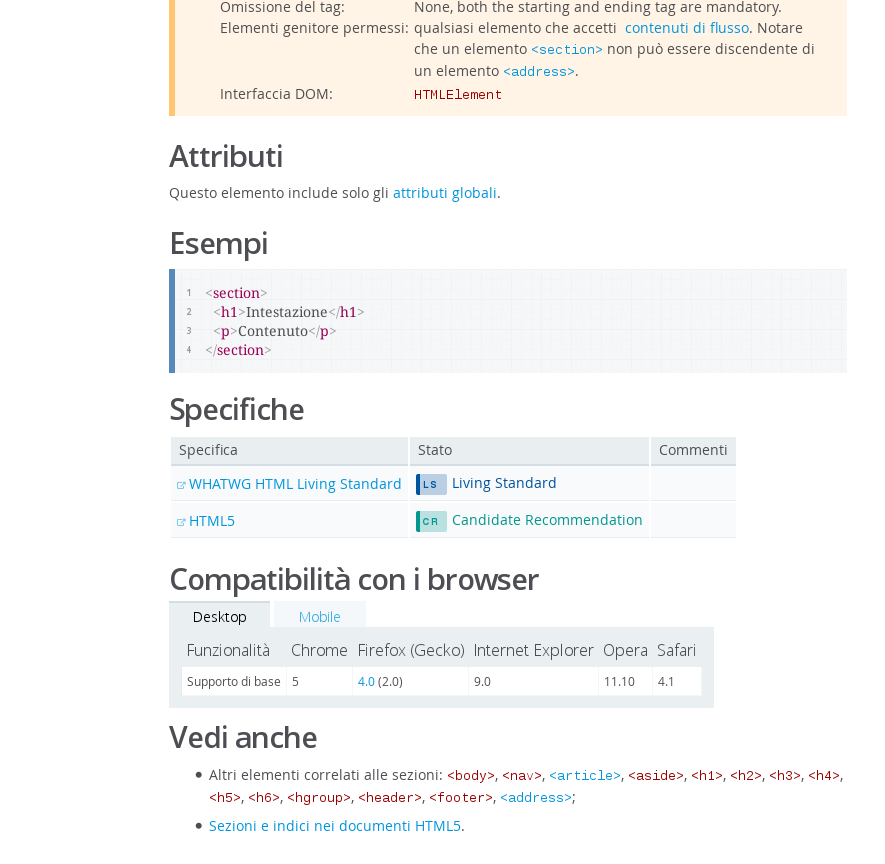 Omissione del tag: None, both the starting and ending tag are mandatory.
Elementi genitore permessi: qualsiasi elemento che accetti contenuti di flusso. Notare
che un elemento <section> non può essere discendente di
un elemento <address>.
Interfaccia DOM: HTMLElement
Attributi
Questo elemento include solo gli attributi globali.
Esempi
1 <section>
2 <h1>Intestazione</h1>
3 <p>Contenuto</p>
4 </section>
Specifiche
Specifica Stato Commenti
WHATWG HTML Living Standard LS Living Standard
HTML5 CR Candidate Recommendation
Compatibilità con i browser
Desktop Mobile
Funzionalità Chrome Firefox (Gecko) Internet Explorer Opera Safari
Supporto di base 5 4.0 (2.0) 9.0 11.10 4.1
Vedi anche
• Altri elementi correlati alle sezioni: <body>, <nav>, <article>, <aside>, <h1>, <h2>, <h3>, <h4>,
<h5>, <h6>, <hgroup>, <header>, <footer>, <address>;
• Sezioni e indici nei documenti HTML5.